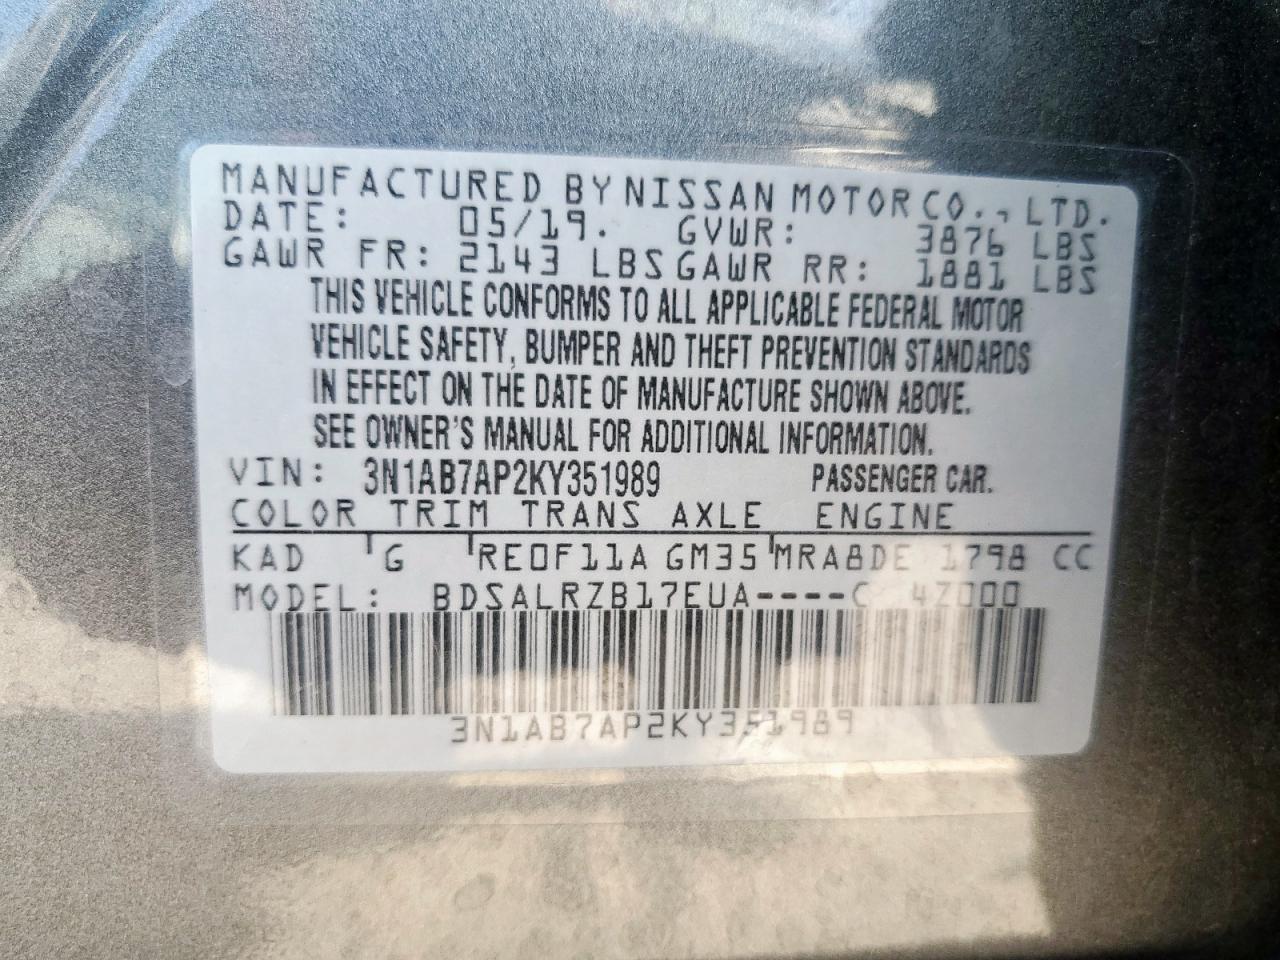 MANUFACTURED BY NISSAN MOTOR CO., LTD.
DATE: 05/19. GVWR: 3876 LBS
GAWR FR: 2143 LBS GAWR RR: 1881 LBS
THIS VEHICLE CONFORMS TO ALL APPLICABLE FEDERAL MOTOR
VEHICLE SAFETY, BUMPER AND THEFT PREVENTION STANDARDS
IN EFFECT ON THE DATE OF MANUFACTURE SHOWN ABOVE.
SEE OWNER'S MANUAL FOR ADDITIONAL INFORMATION.
VIN: 3N1AB7AP2KY351989 PASSENGER CAR.
COLOR TRIM TRANS AXLE ENGINE
KAD G RE0F11A GM35 MRA8DE 1798 CC
MODEL: BDSALRZB17EUA----C 4Z000
3N1AB7AP2KY351989